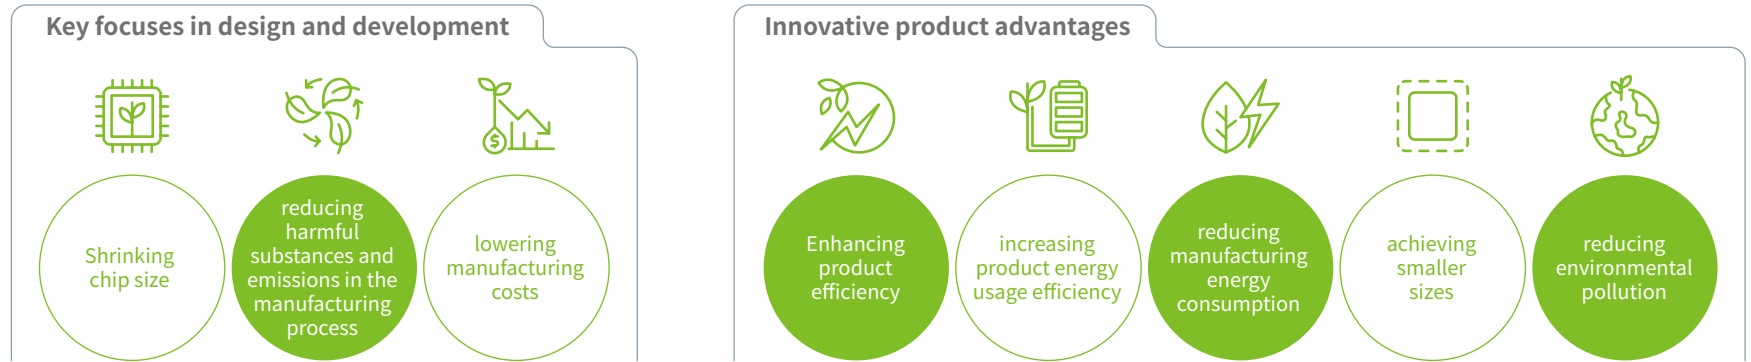 Key focuses in design and development
Shrinking
chip size
reducing
harmful
substances and
emissions in the
manufacturing
process
lowering
manufacturing
costs
Innovative product advantages
Enhancing
product
efficiency
increasing
product energy
usage efficiency
reducing
manufacturing
energy
consumption
achieving
smaller
sizes
reducing
environmental
pollution